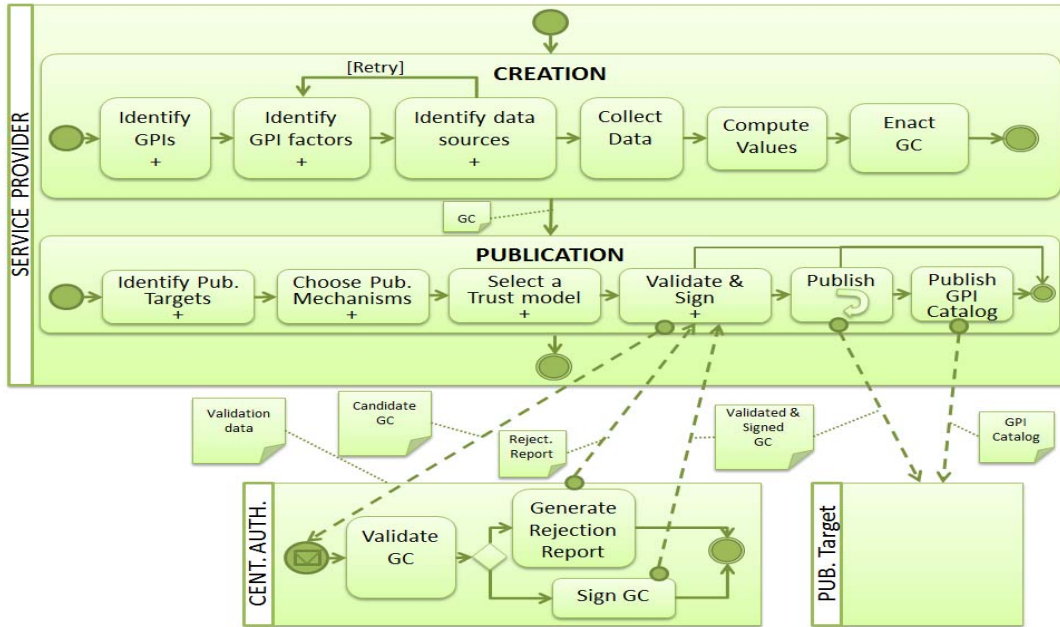 SERVICE PROVIDER
CREATION
[Retry]
Identify
GPIs
+
Identify
GPI factors
+
Identify data
sources
+
Collect
Data
Compute
Values
Enact
GC
GC
PUBLICATION
Identify Pub.
Targets
+
Choose Pub.
Mechanisms
+
Select a
Trust model
+
Validate &
Sign
+
Publish
Publish
GPI
Catalog
Validation
data
Candidate
GC
Reject.
Report
Validated &
Signed
GC
GPI
Catalog
CENT. AUTH.
Validate
GC
Generate
Rejection
Report
Sign GC
PUB. Target